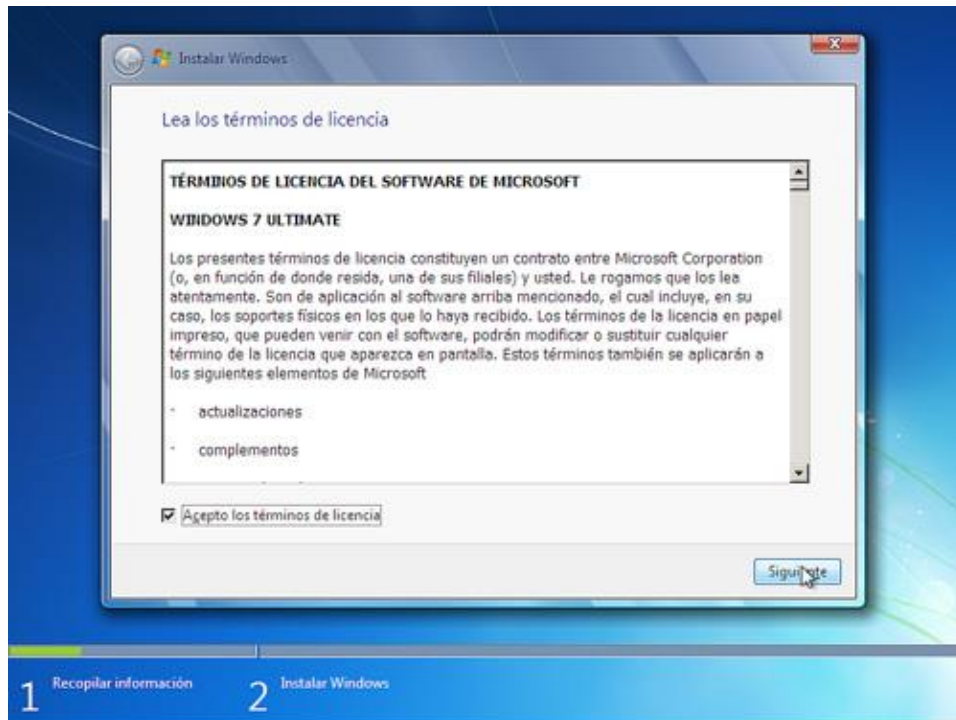 Instalar Windows
Lea los términos de licencia
TÉRMINOS DE LICENCIA DEL SOFTWARE DE MICROSOFT
WINDOWS 7 ULTIMATE
Los presentes términos de licencia constituyen un contrato entre Microsoft Corporation
(o, en función de donde resida, una de sus filiales) y usted. Le rogamos que los lea
atentamente. Son de aplicación al software arriba mencionado, el cual incluye, en su
caso, los soportes físicos en los que lo haya recibido. Los términos de la licencia en papel
impreso, que pueden venir con el software, podrán modificar o sustituir cualquier
término de la licencia que aparezca en pantalla. Estos términos también se aplicarán a
los siguientes elementos de Microsoft
· actualizaciones
· complementos
Acepto los términos de licencia
Siguiente
1 Recopilar información
2 Instalar Windows